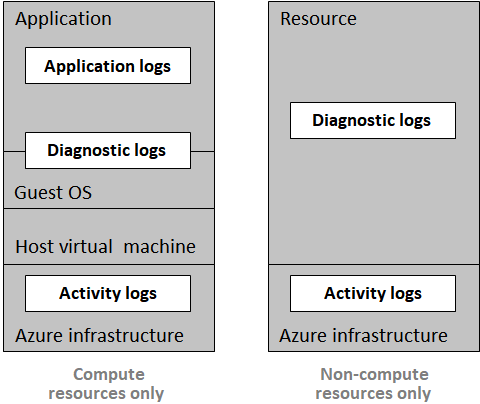 Application
Application logs
Diagnostic logs
Guest OS
Host virtual machine
Activity logs
Azure infrastructure
Compute
resources only
Resource
Diagnostic logs
Activity logs
Azure infrastructure
Non-compute
resources only